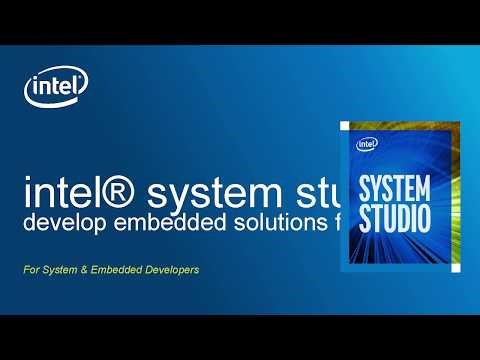 intel
intel® system stu
develop embedded solutions f
For System & Embedded Developers
intel
SYSTEM
STUDIO